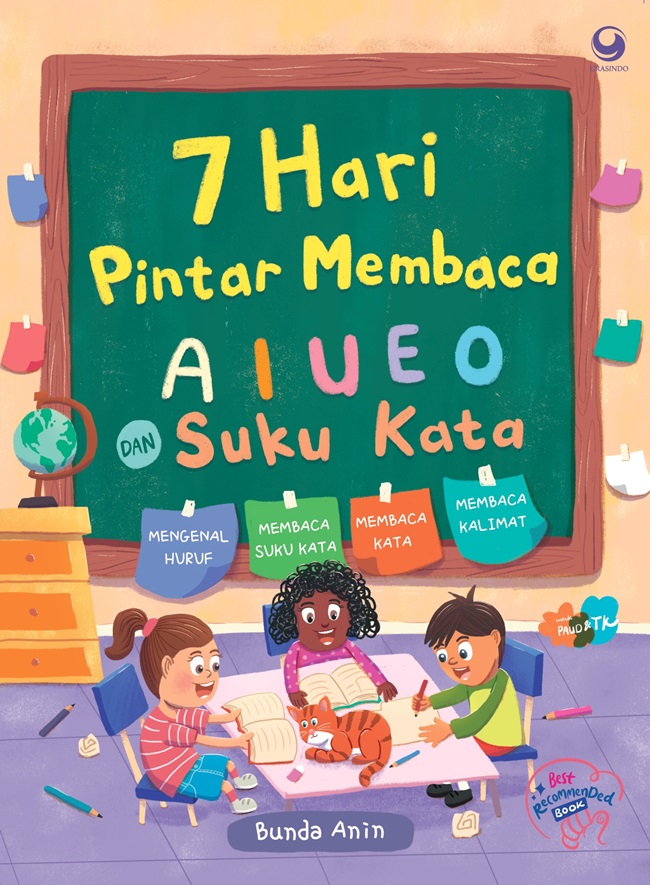 GRASINDO
7 Hari
Pintar Membaca
A I U E O
DAN Suku Kata
MENGENAL
HURUF
MEMBACA
SUKU KATA
MEMBACA
KATA
MEMBACA
KALIMAT
PAUD & TK
Best
Recommended
BOOK
Bunda Anin